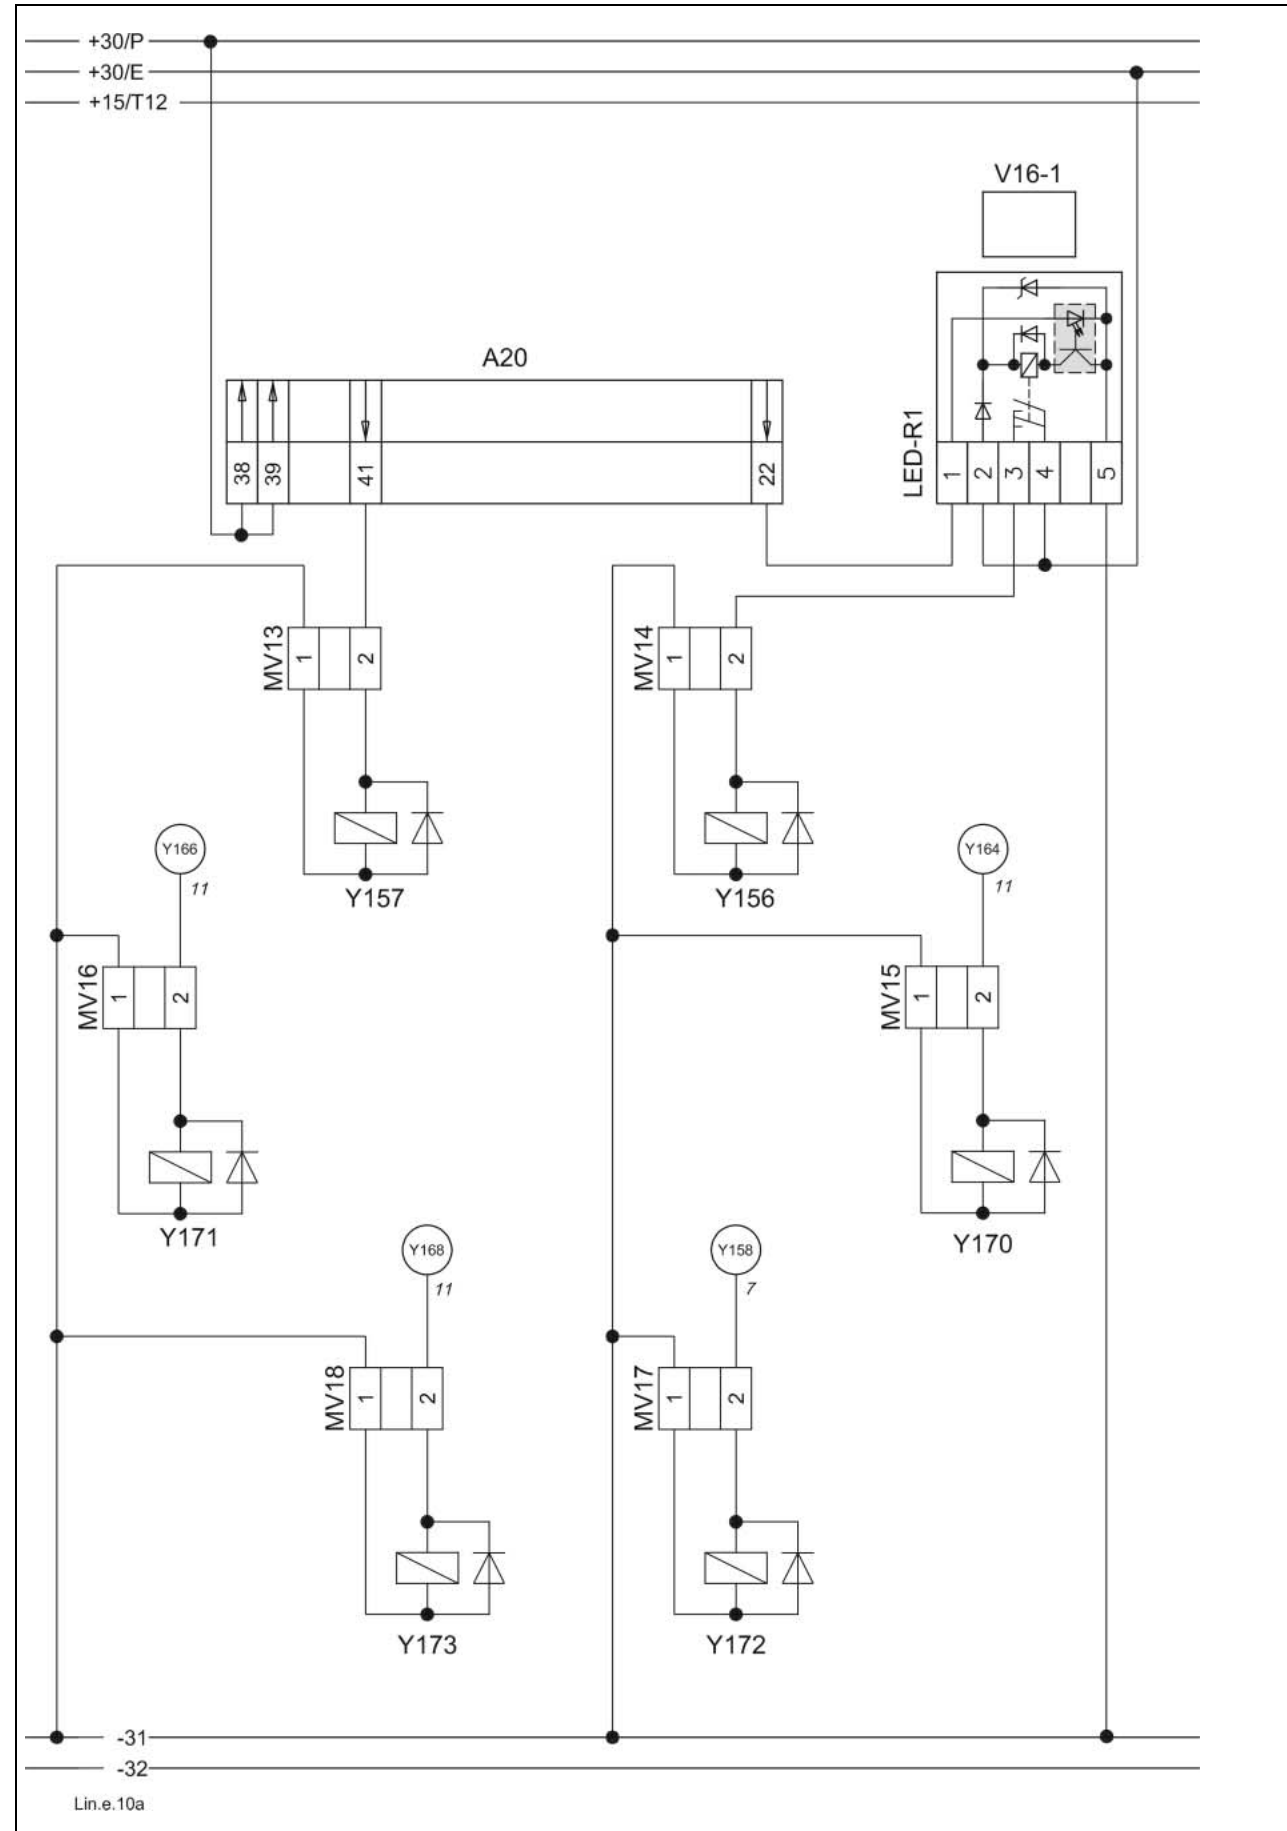 +30/P
+30/E
+15/T12
V16-1
A20
LED-R1
38 39 41 22
1 2 3 4 5
MV13 1 2
MV14 1 2
Y166
11
Y157
Y156
Y164
11
MV16 1 2
MV15 1 2
Y171
Y170
Y168
11
Y158
7
MV18 1 2
MV17 1 2
Y173
Y172
-31
-32
Lin.e.10a